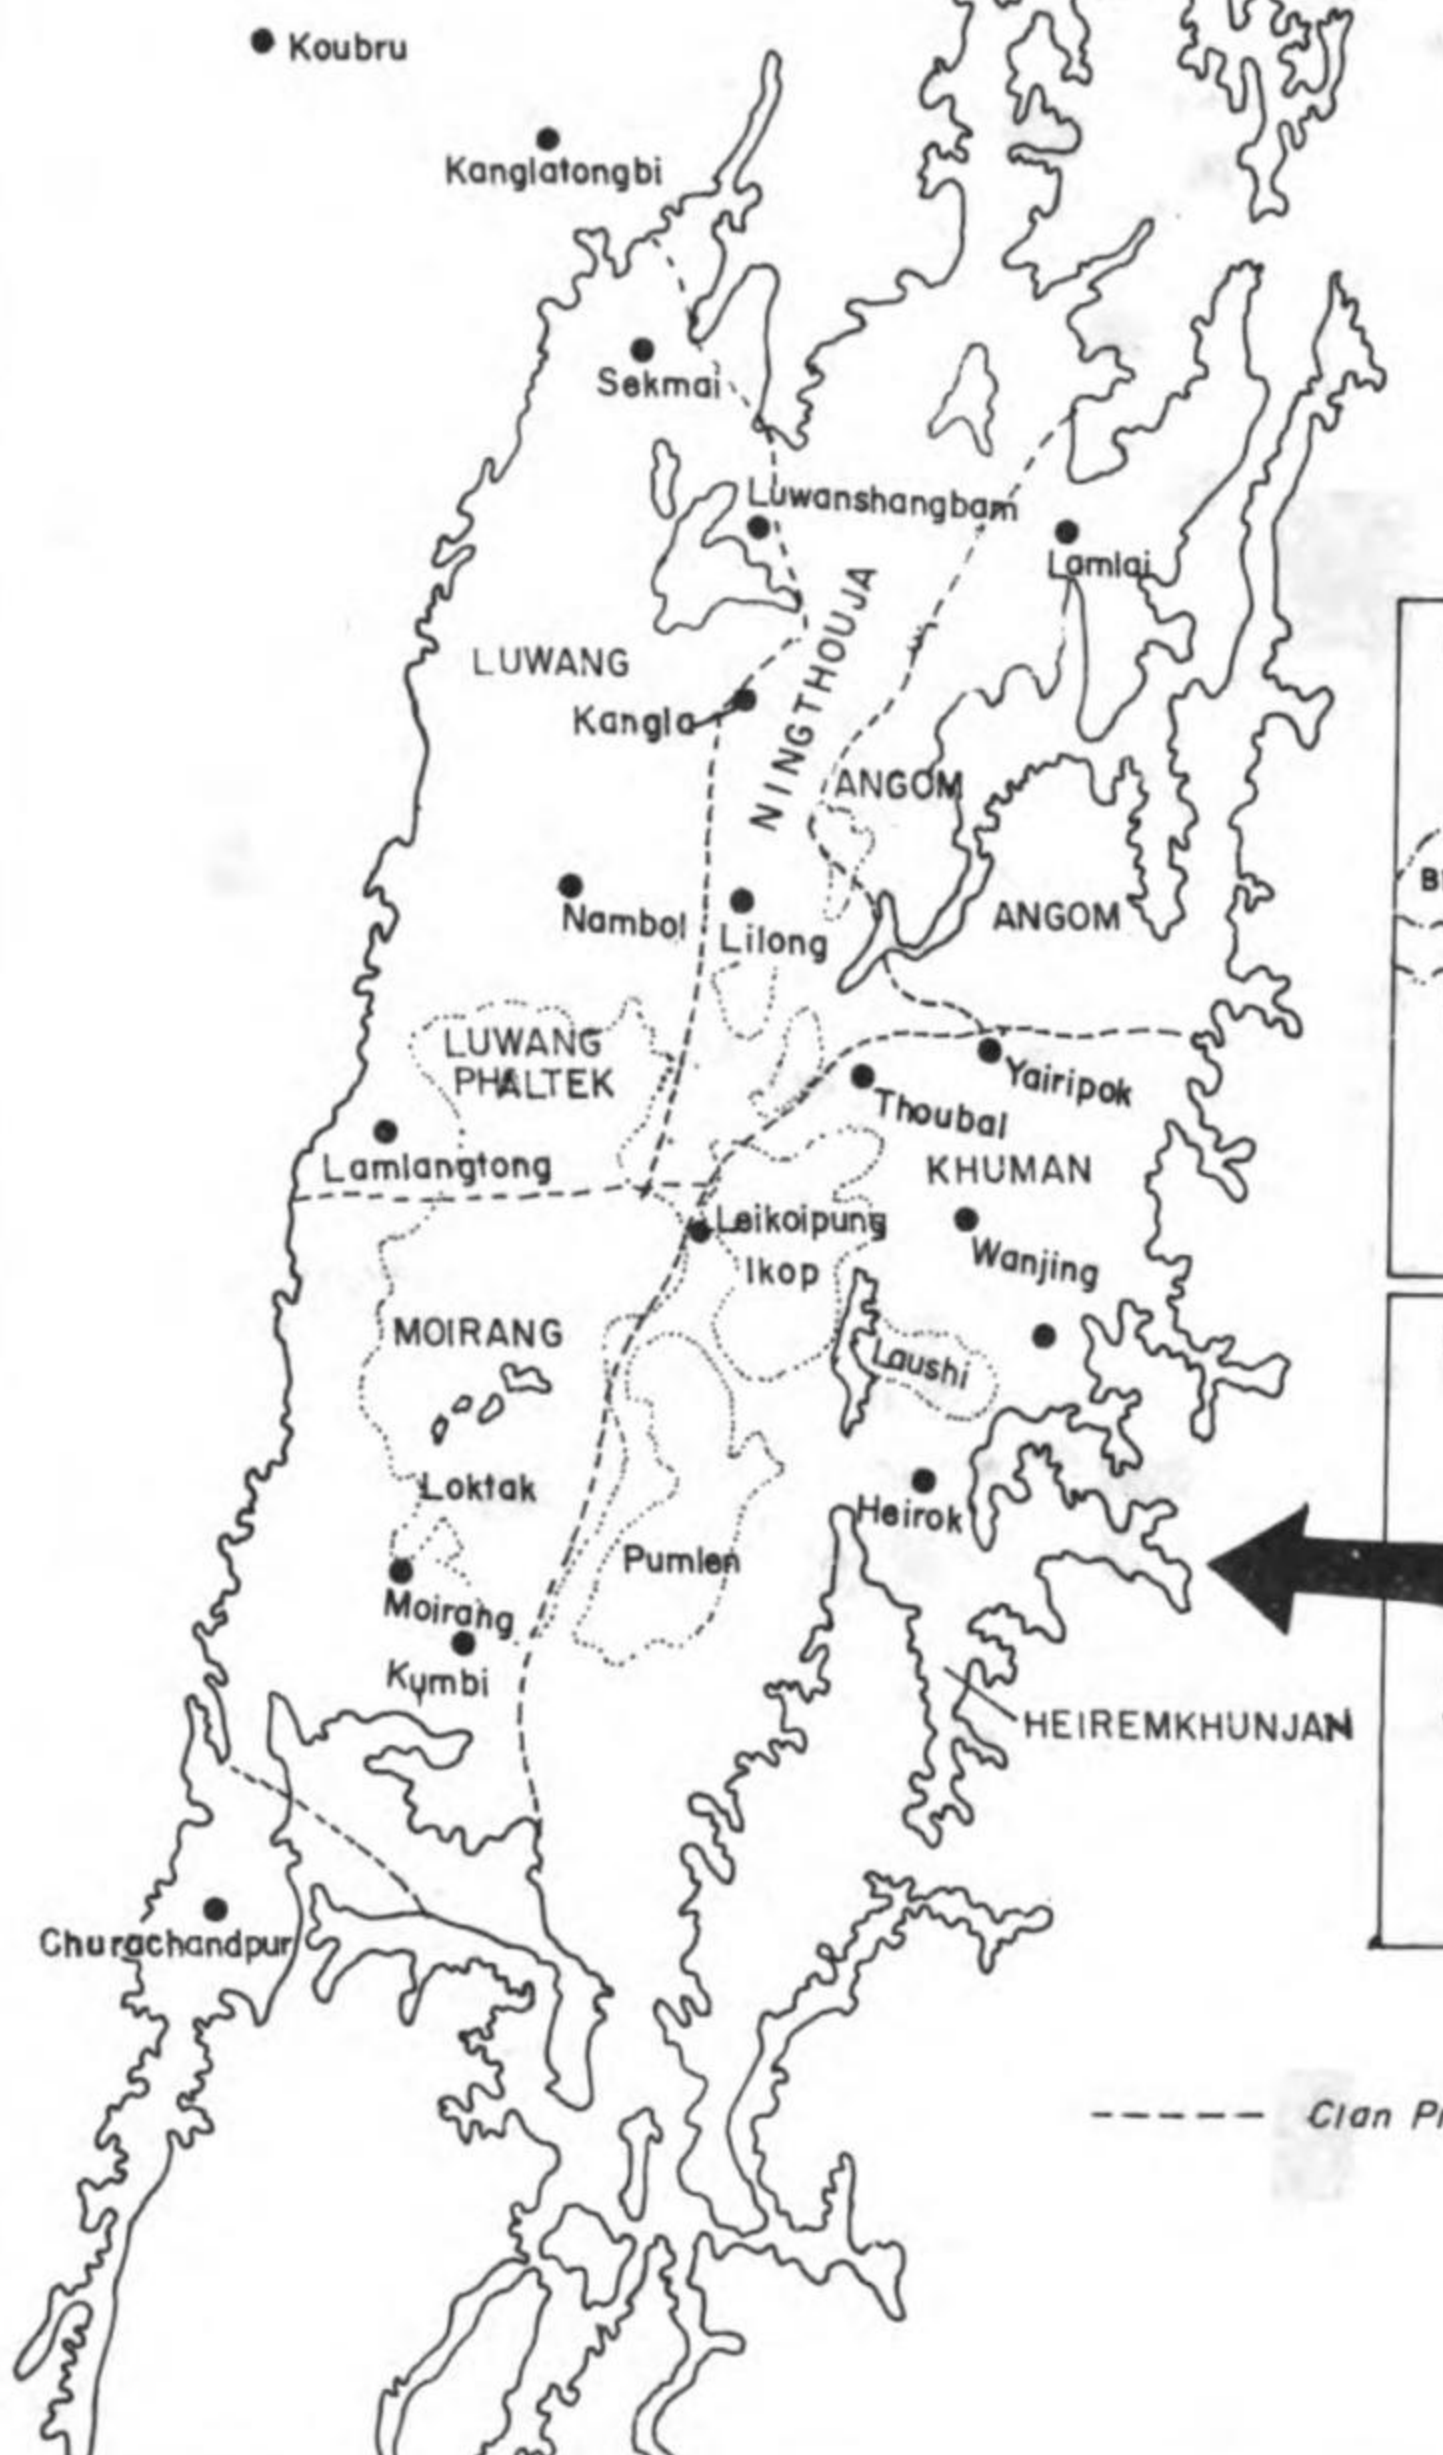 Koubru
Kanglatongbi
Sekmai
Luwanshangbam
Lamlai
LUWANG
NINGTHOUJA
Kangla
ANGOM
Nambol
Lilong
ANGOM
LUWANG
PHALTEK
Yairipok
Thoubal
Lamlangtong
KHUMAN
Leikoipung
Wanjing
Ikop
MOIRANG
Laushi
Loktak
Heirok
Pumlen
Moirang
Kumbi
HEIREMKHUNJAN
Churachandpur
Clan